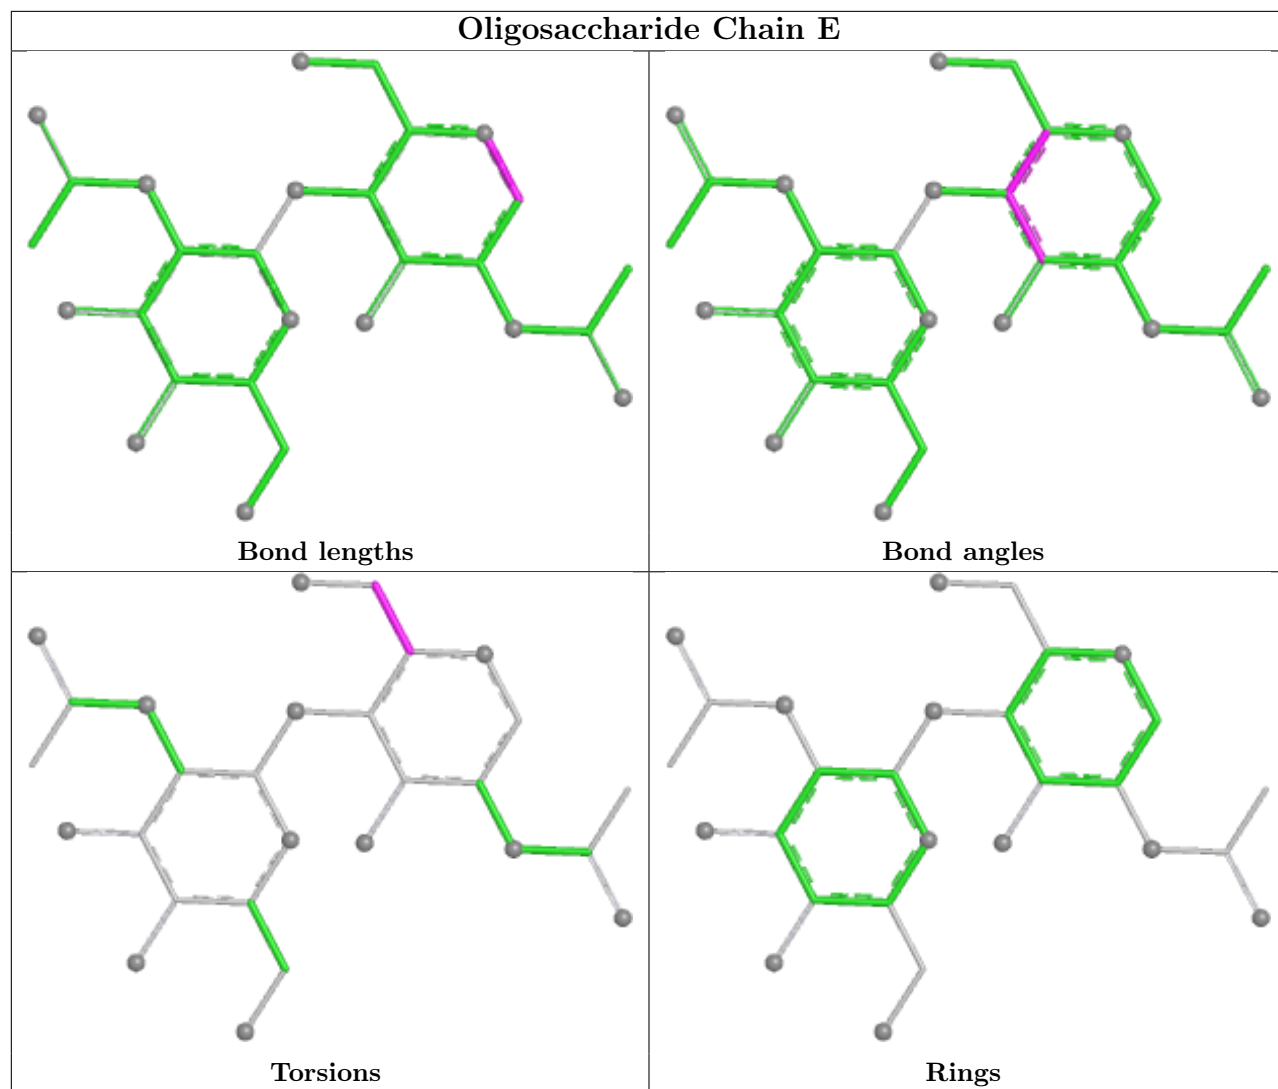 Oligosaccharide Chain E
Bond lengths
Bond angles
Torsions
Rings